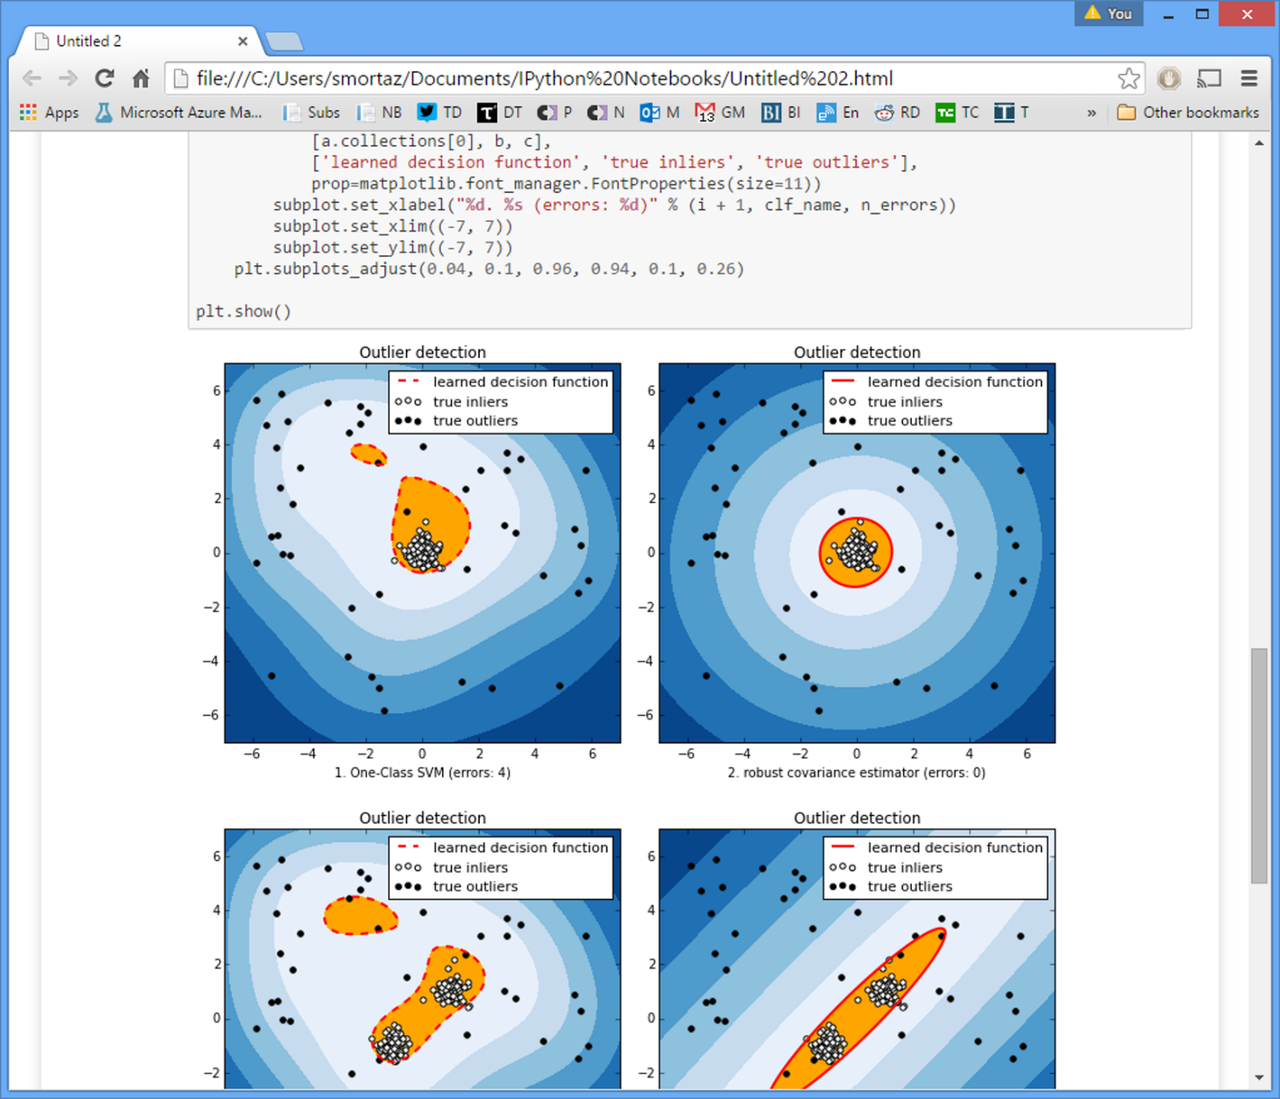 You
Untitled 2
file:///C:/Users/smortaz/Documents/IPython%20Notebooks/Untitled%202.html
Apps Microsoft Azure Ma... Subs NB TD DT P N M 13 GM BI BI En RD TC T » Other bookmarks
[a.collections[0], b, c],
['learned decision function', 'true inliers', 'true outliers'],
prop=matplotlib.font_manager.FontProperties(size=11))
subplot.set_xlabel("%d. %s (errors: %d)" % (i + 1, clf_name, n_errors))
subplot.set_xlim((-7, 7))
subplot.set_ylim((-7, 7))
plt.subplots_adjust(0.04, 0.1, 0.96, 0.94, 0.1, 0.26)
plt.show()
Outlier detection
learned decision function
true inliers
true outliers
6
4
2
0
−2
−4
−6
−6 −4 −2 0 2 4 6
1. One-Class SVM (errors: 4)
Outlier detection
learned decision function
true inliers
true outliers
6
4
2
0
−2
−4
−6
−6 −4 −2 0 2 4 6
2. robust covariance estimator (errors: 0)
Outlier detection
learned decision function
true inliers
true outliers
6
4
2
0
−2
Outlier detection
learned decision function
true inliers
true outliers
6
4
2
0
−2